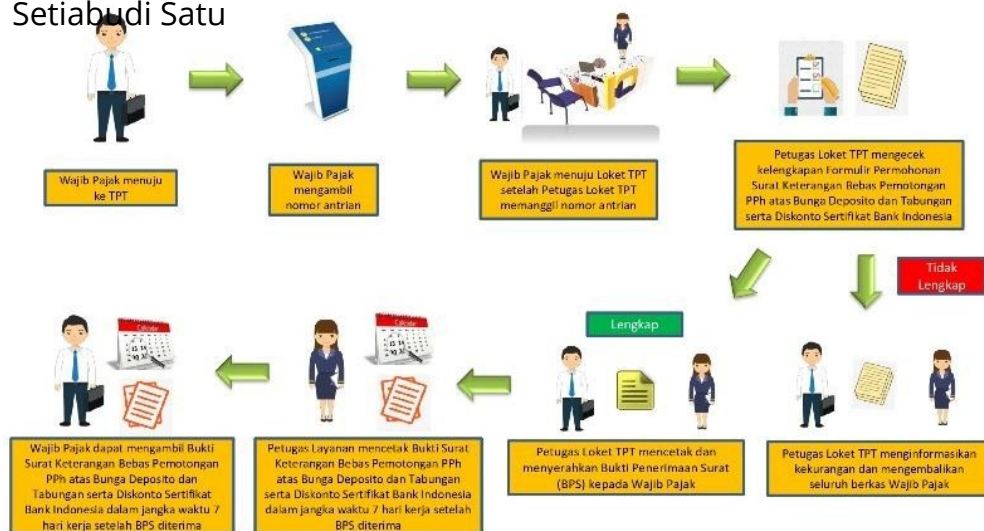 Setiabudi Satu
Wajib Pajak menuju
ke TPT
Wajib Pajak
mengambil
nomor antrian
Wajib Pajak menuju Loket TPT
setelah Petugas Loket TPT
memanggil nomor antrian
Petugas Loket TPT mengecek
kelengkapan Formulir Permohonan
Surat Keterangan Bebas Pemotongan
PPh atas Bunga Deposito dan Tabungan
serta Diskonto Sertifikat Bank Indonesia
Tidak
Lengkap
Lengkap
Petugas Loket TPT menginformasikan
kekurangan dan mengembalikan
seluruh berkas Wajib Pajak
Petugas Loket TPT mencetak dan
menyerahkan Bukti Penerimaan Surat
(BPS) kepada Wajib Pajak
Calendar
Petugas Layanan mencetak Bukti Surat
Keterangan Bebas Pemotongan PPh
atas Bunga Deposito dan Tabungan
serta Diskonto Sertifikat Bank Indonesia
dalam jangka waktu 7 hari kerja setelah
BPS diterima
Calendar
Wajib Pajak dapat mengambil Bukti
Surat Keterangan Bebas Pemotongan
PPh atas Bunga Deposito dan
Tabungan serta Diskonto Sertifikat
Bank Indonesia dalam jangka waktu 7
hari kerja setelah BPS diterima